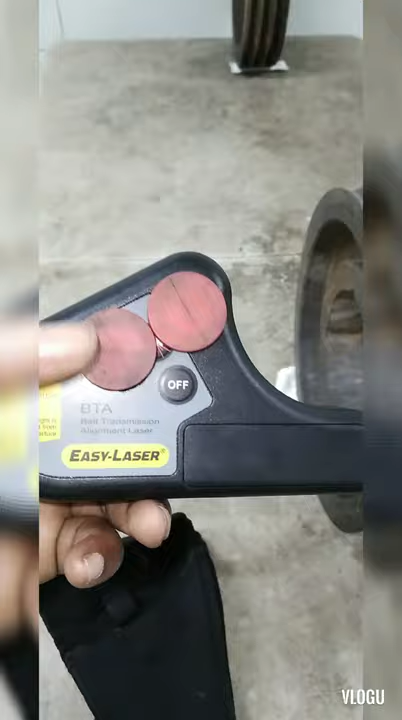 OFF
BTA
Belt Transmission
Alignment Laser
EASY-LASER®
VLOGU